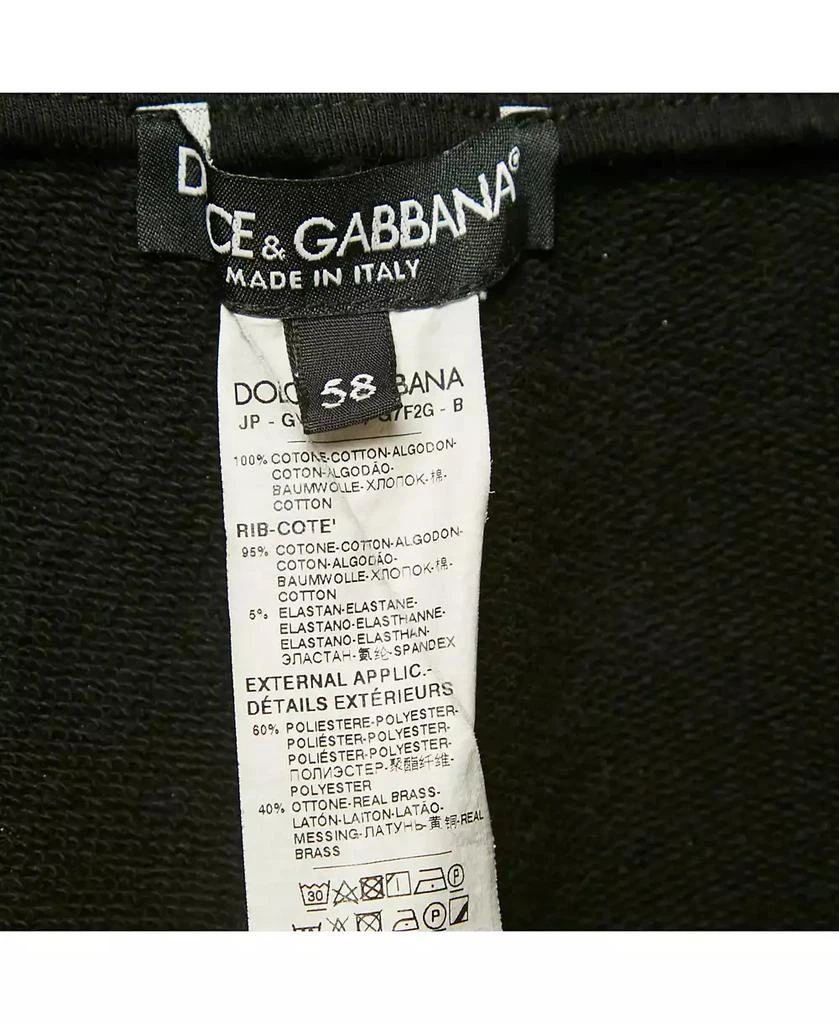 DOLCE & GABBANA®
MADE IN ITALY
58
DOLC BANA
JP - G G7F2G - B
100% COTONE-COTTON-ALGODON-
COTON-ALGODÃO-
BAUMWOLLE-ХЛОПОК-棉-
COTTON
RIB-COTE'
95% COTONE-COTTON-ALGODON-
COTON-ALGODÃO-
BAUMWOLLE-ХЛОПОК-棉-
COTTON
5% ELASTAN-ELASTANE-
ELASTANO-ELASTHANNE-
ELASTANO-ELASTHAN-
ЭЛАСТАН-氨纶-SPANDEX
EXTERNAL APPLIC.-
DÉTAILS EXTÉRIEURS
60% POLIESTERE-POLYESTER-
POLIÉSTER-POLYESTER-
POLIÉSTER-POLYESTER-
ПОЛИЭСТЕР-聚酯纤维-
POLYESTER
40% OTTONE-REAL BRASS-
LATÓN-LAITON-LATÃO-
MESSING-ЛАТУНЬ-黄铜-REAL
BRASS
30 P
P